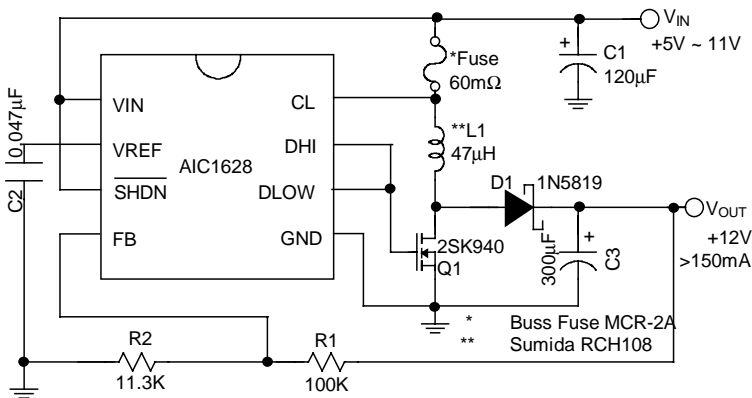 V_IN
+5V ~ 11V
*Fuse
60mΩ
+
C1
120µF
0.047µF
C2
VIN
VREF
SHDN
FB
AIC1628
CL
DHI
DLOW
GND
**L1
47µH
D1
1N5819
V_OUT
+12V
>150mA
2SK940
Q1
300µF
+
C3
* Buss Fuse MCR-2A
** Sumida RCH108
R2
11.3K
R1
100K